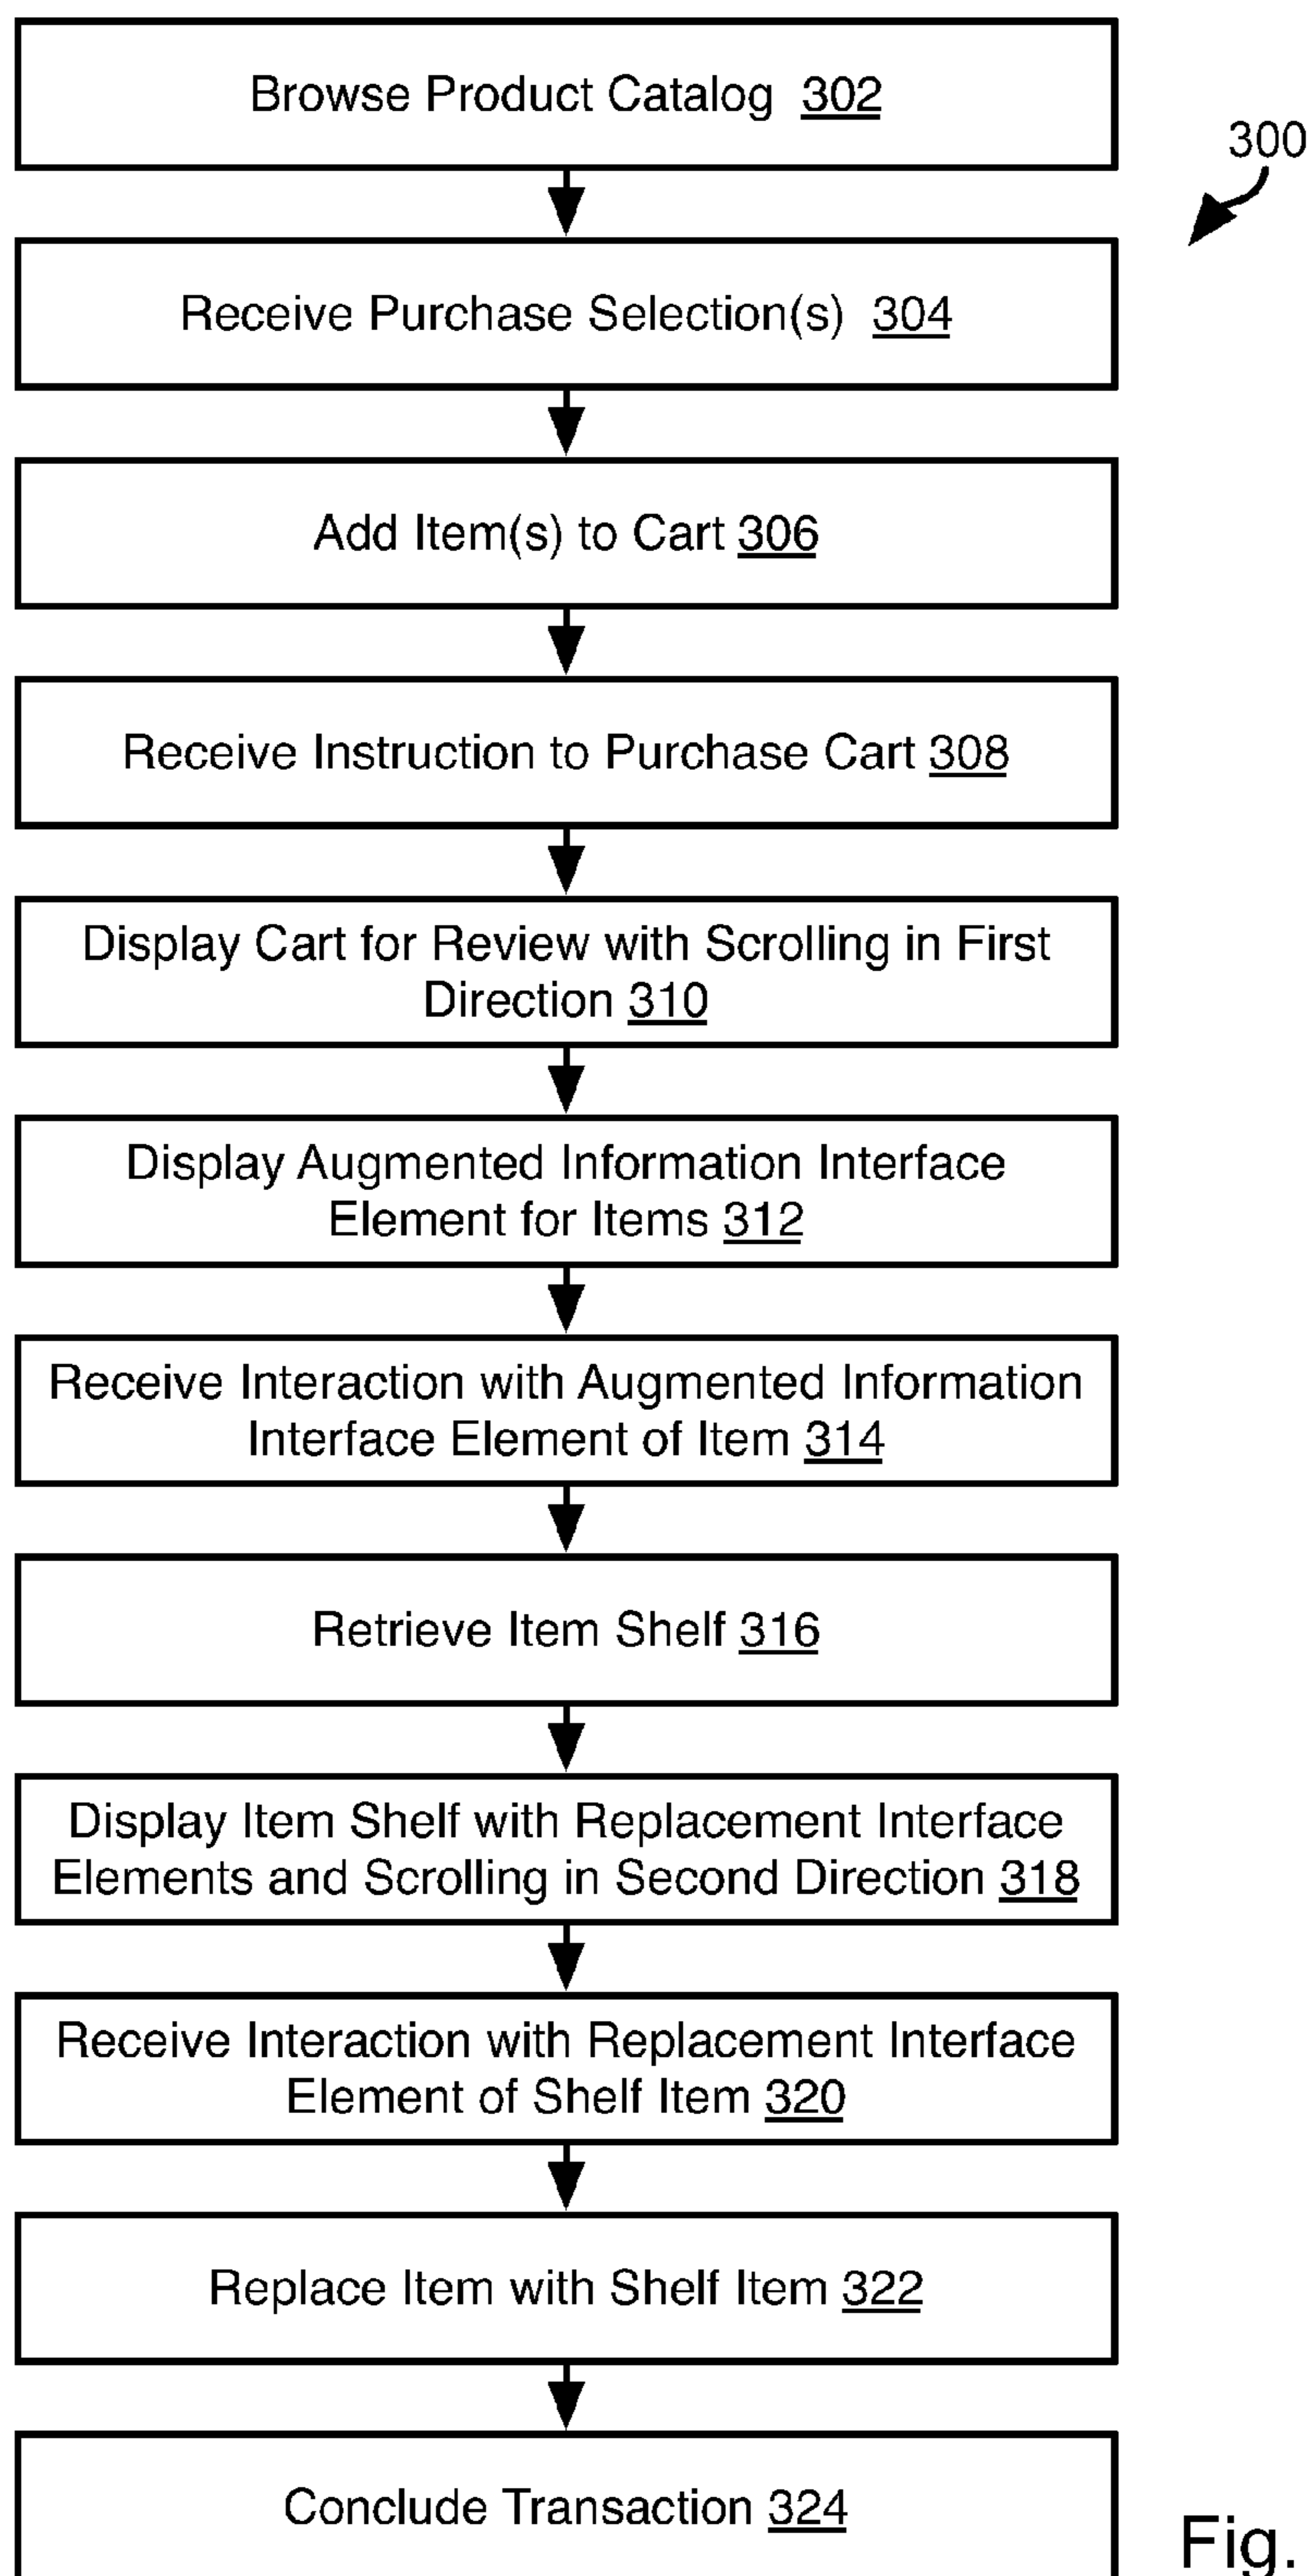 Browse Product Catalog 302
300
Receive Purchase Selection(s) 304
Add Item(s) to Cart 306
Receive Instruction to Purchase Cart 308
Display Cart for Review with Scrolling in First
Direction 310
Display Augmented Information Interface
Element for Items 312
Receive Interaction with Augmented Information
Interface Element of Item 314
Retrieve Item Shelf 316
Display Item Shelf with Replacement Interface
Elements and Scrolling in Second Direction 318
Receive Interaction with Replacement Interface
Element of Shelf Item 320
Replace Item with Shelf Item 322
Conclude Transaction 324
Fig.